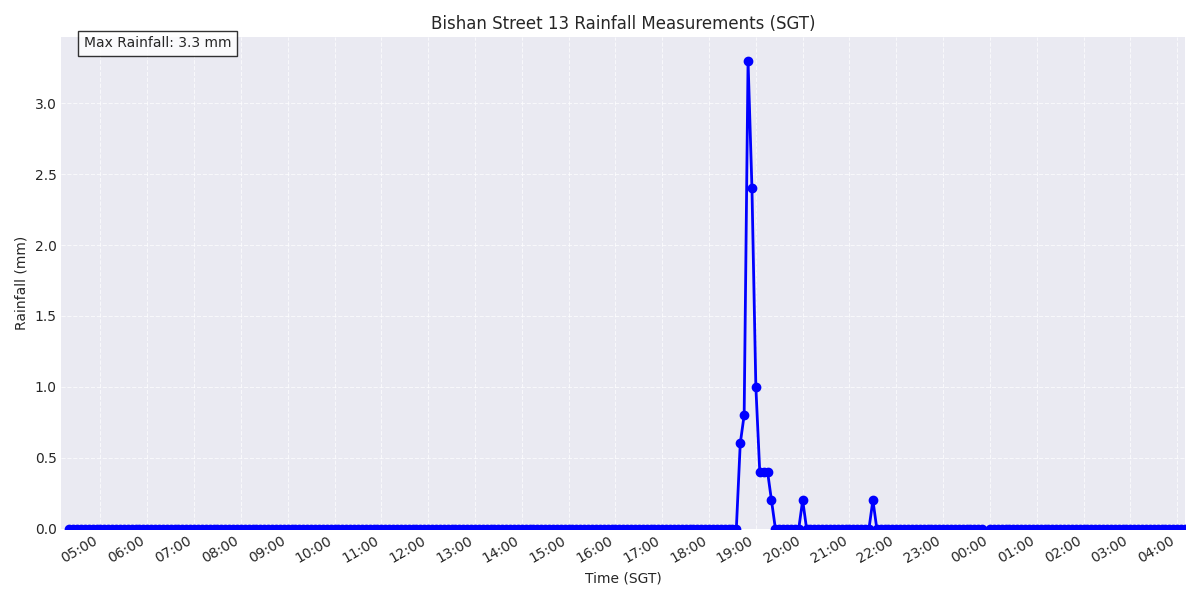 Bishan Street 13 Rainfall Measurements (SGT)
Max Rainfall: 3.3 mm
3.0
2.5
2.0
1.5
1.0
0.5
0.0
Rainfall (mm)
05:00 06:00 07:00 08:00 09:00 10:00 11:00 12:00 13:00 14:00 15:00 16:00 17:00 18:00 19:00 20:00 21:00 22:00 23:00 00:00 01:00 02:00 03:00 04:00
Time (SGT)